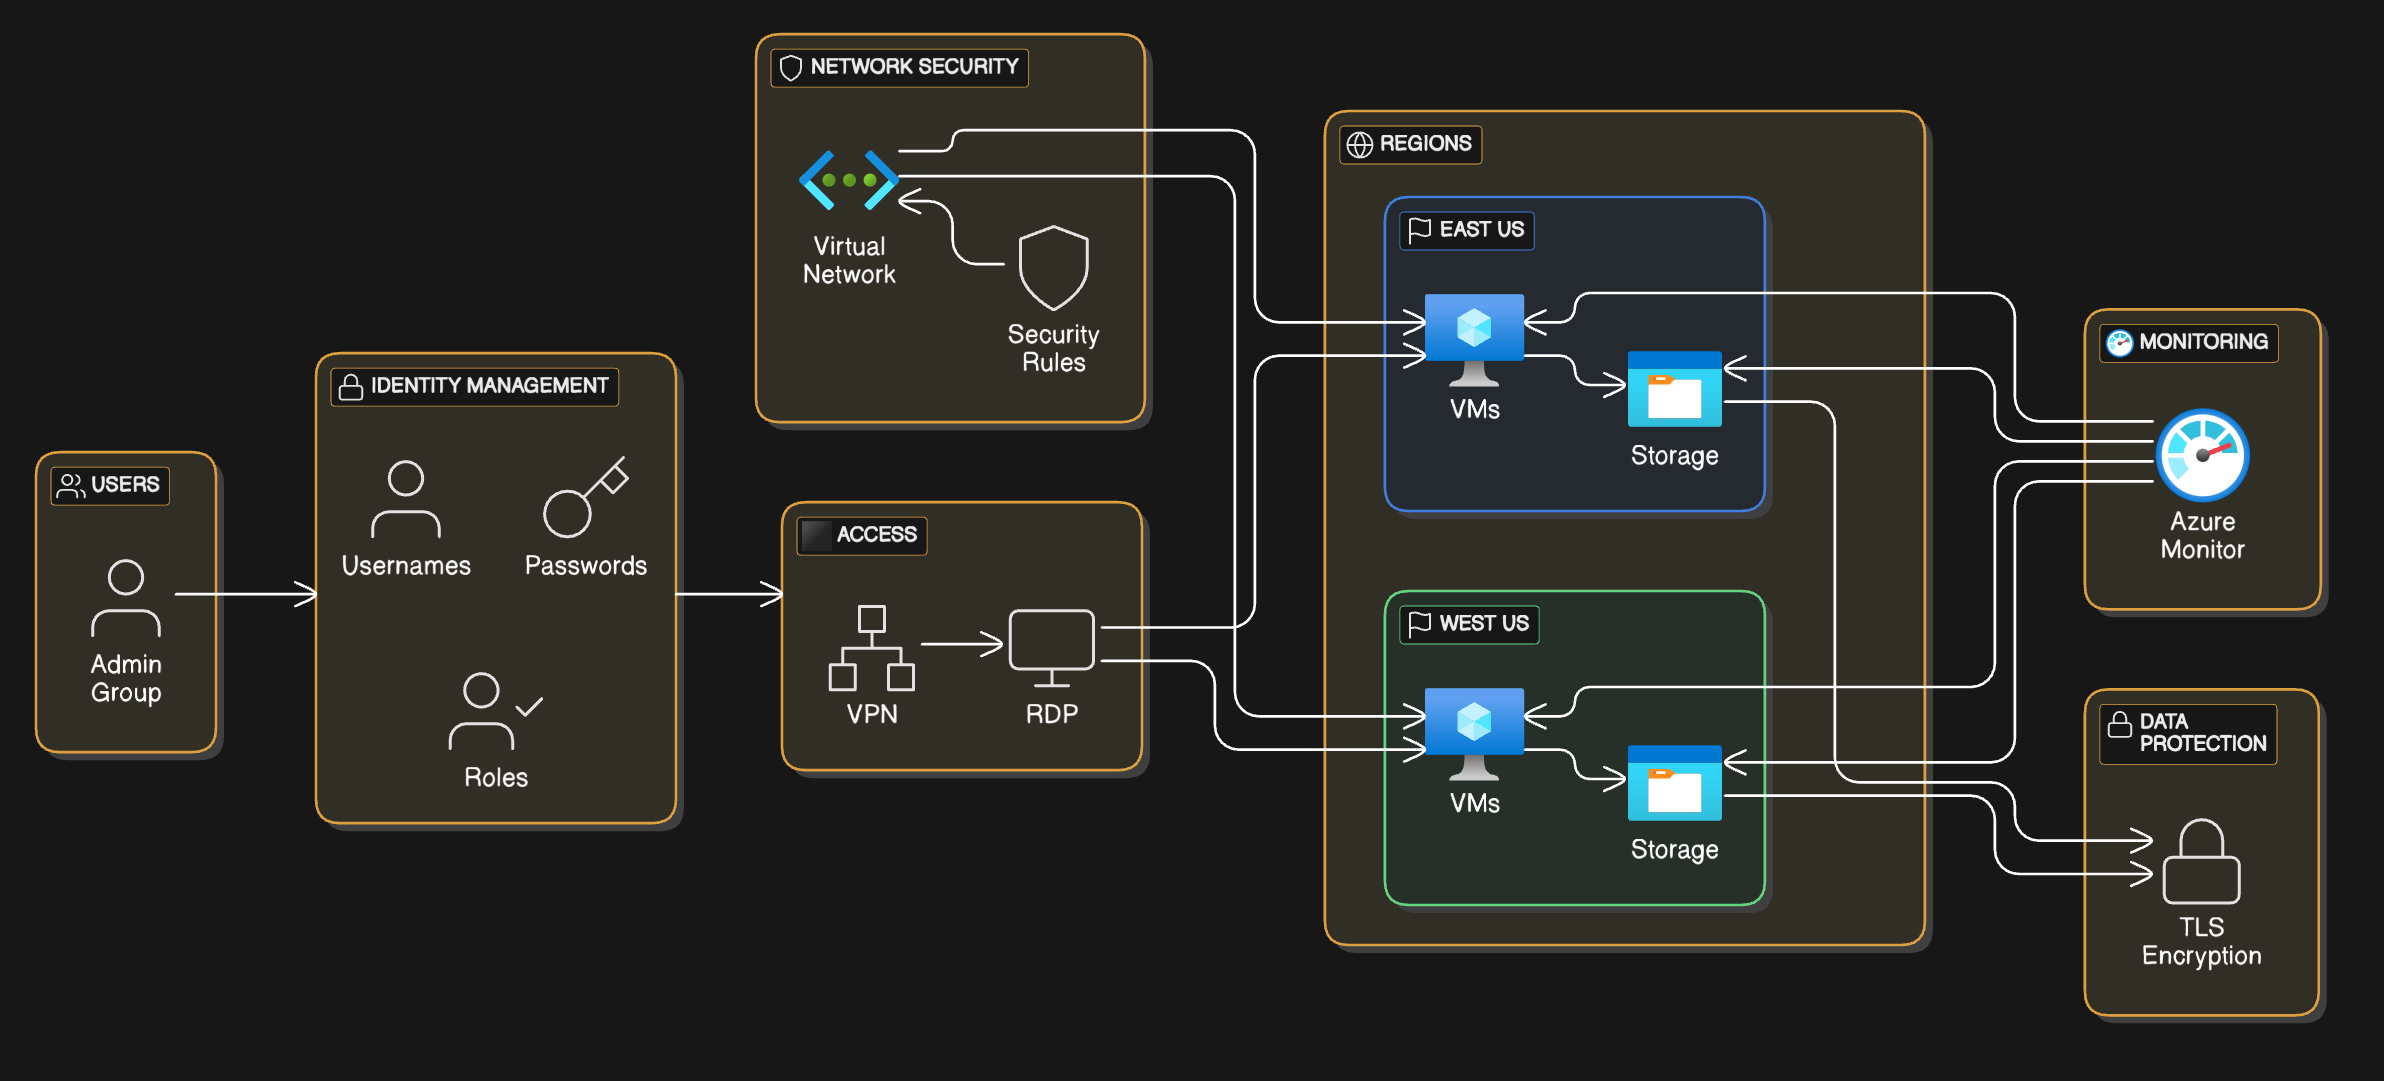 NETWORK SECURITY
Virtual
Network
Security
Rules
REGIONS
EAST US
VMs
Storage
MONITORING
Azure
Monitor
IDENTITY MANAGEMENT
Usernames
Passwords
Roles
USERS
Admin
Group
ACCESS
VPN
RDP
WEST US
VMs
Storage
DATA
PROTECTION
TLS
Encryption